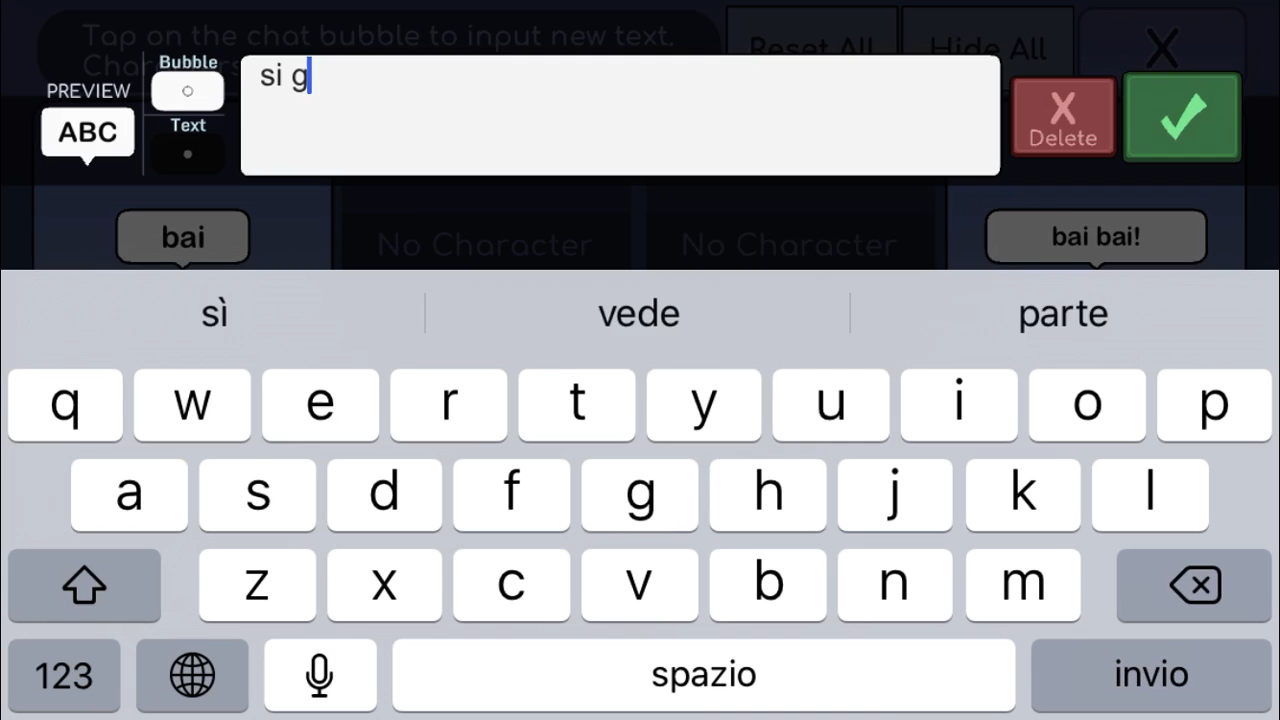 Tap on the chat bubble to input new text.
Reset All
Hide All
X
Bubble
PREVIEW
ABC
Text
si g
X
Delete
bai
No Character
No Character
bai bai!
sì
vede
parte
q w e r t y u i o p
a s d f g h j k l
z x c v b n m
123
spazio
invio